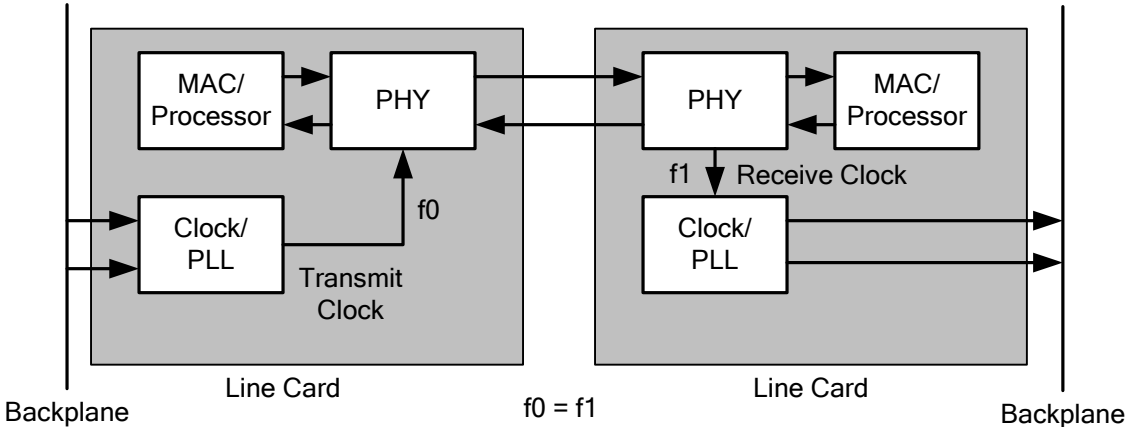 MAC/
Processor
PHY
PHY
MAC/
Processor
f1
Receive Clock
f0
Clock/
PLL
Clock/
PLL
Transmit
Clock
Line Card
Line Card
Backplane
f0 = f1
Backplane